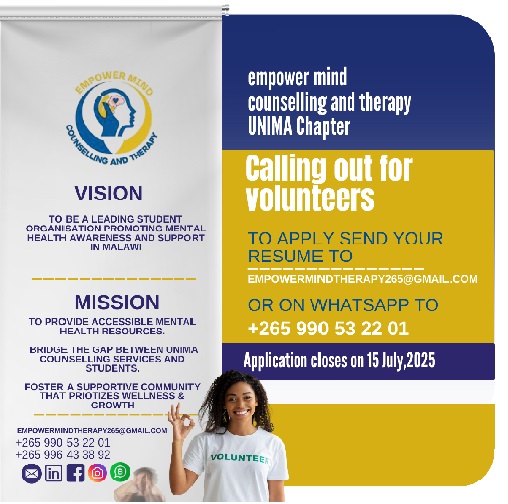 EMPOWER MIND
COUNSELLING AND THERAPY
VISION
TO BE A LEADING STUDENT
ORGANISATION PROMOTING MENTAL
HEALTH AWARENESS AND SUPPORT
IN MALAWI
MISSION
TO PROVIDE ACCESSIBLE MENTAL
HEALTH RESOURCES.
BRIDGE THE GAP BETWEEN UNIMA
COUNSELLING SERVICES AND
STUDENTS.
FOSTER A SUPPORTIVE COMMUNITY
THAT PRIOTIZES WELLNESS &
GROWTH
EMPOWERMINDTHERAPY265@GMAIL.COM
+265 990 53 22 01
+265 996 43 38 92
empower mind
counselling and therapy
UNIMA Chapter
Calling out for
volunteers
TO APPLY SEND YOUR
RESUME TO
EMPOWERMINDTHERAPY265@GMAIL.COM
OR ON WHATSAPP TO
+265 990 53 22 01
Application closes on 15 July,2025
VOLUNTEER